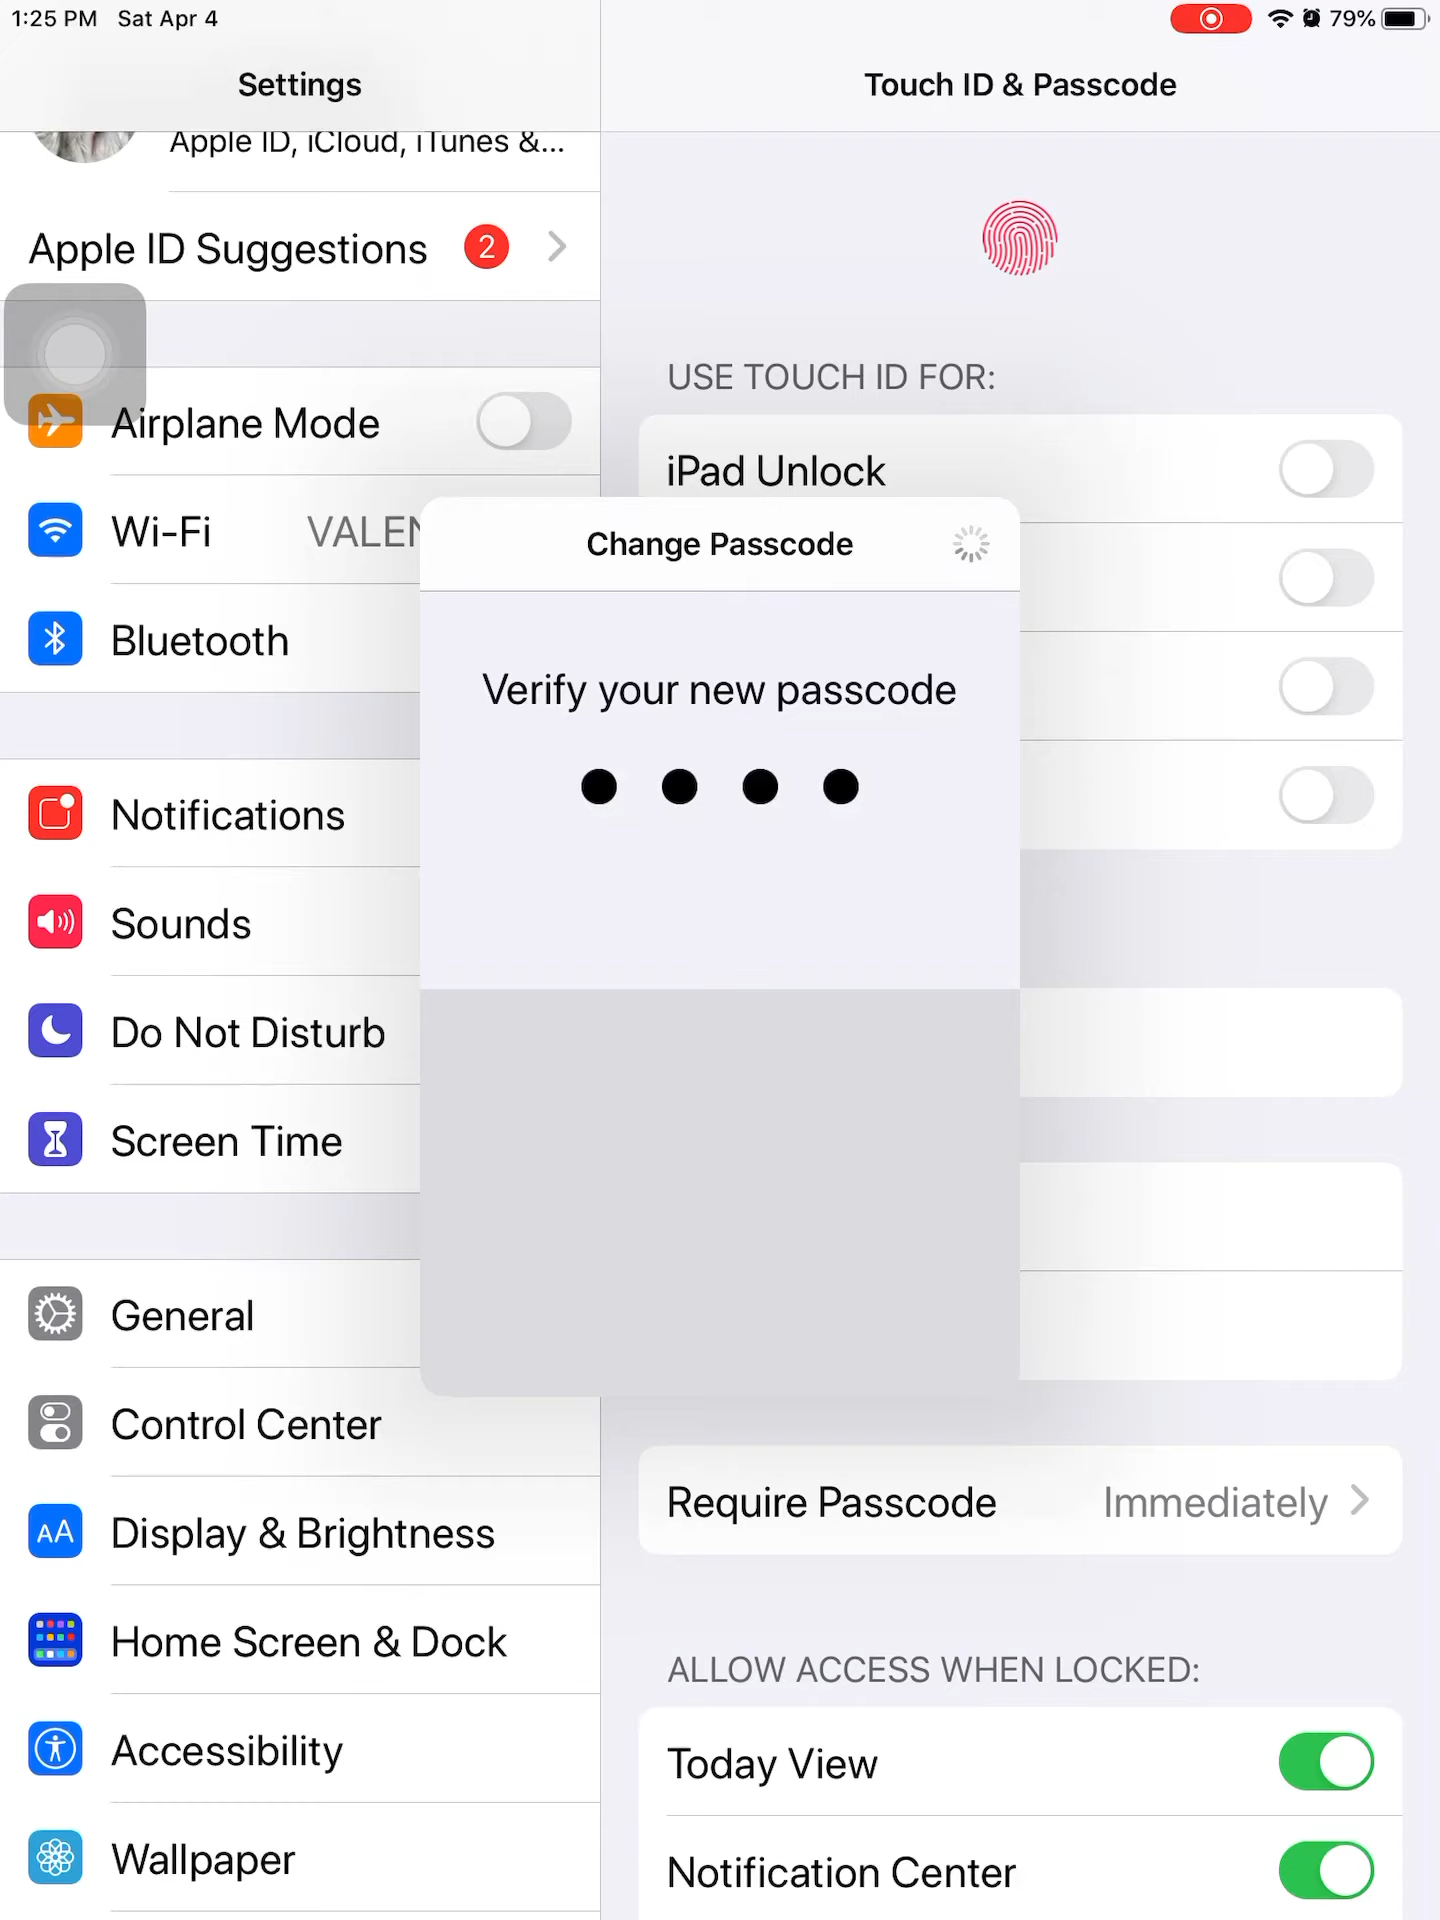 1:25 PM Sat Apr 4
79%
Settings
Apple ID, iCloud, iTunes &...
Apple ID Suggestions 2
Airplane Mode
Wi-Fi
Bluetooth
Notifications
Sounds
Do Not Disturb
Screen Time
General
Control Center
AA Display & Brightness
Home Screen & Dock
Accessibility
Wallpaper
Touch ID & Passcode
USE TOUCH ID FOR:
iPad Unlock
Change Passcode
Verify your new passcode
Require Passcode Immediately
ALLOW ACCESS WHEN LOCKED:
Today View
Notification Center